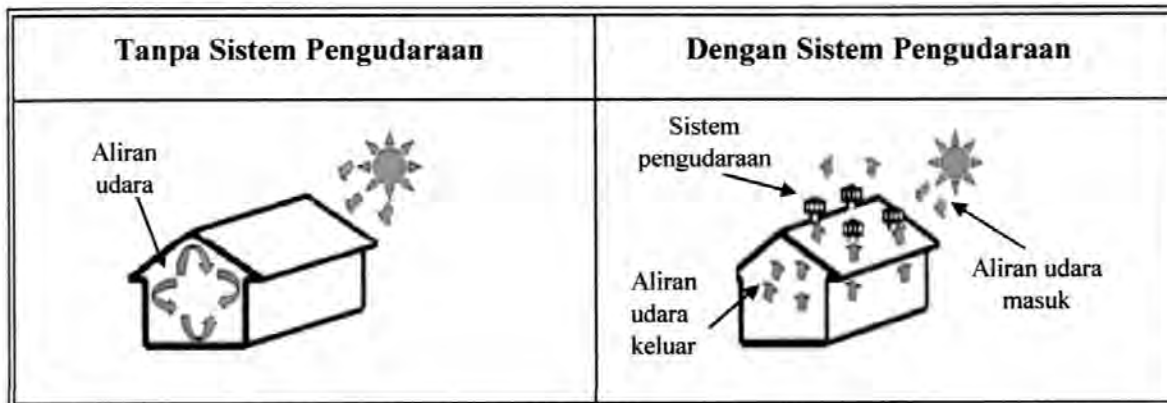 Tanpa Sistem Pengudaraan
Dengan Sistem Pengudaraan
Aliran
udara
Sistem
pengudaraan
Aliran
udara
keluar
Aliran udara
masuk